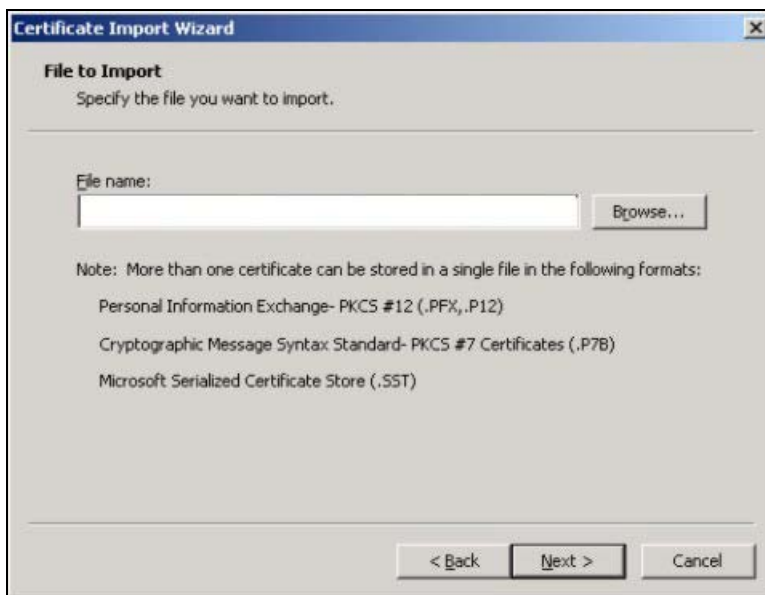 Certificate Import Wizard
File to Import
Specify the file you want to import.
File name:
Browse...
Note: More than one certificate can be stored in a single file in the following formats:
Personal Information Exchange- PKCS #12 (.PFX,.P12)
Cryptographic Message Syntax Standard- PKCS #7 Certificates (.P7B)
Microsoft Serialized Certificate Store (.SST)
< Back Next > Cancel